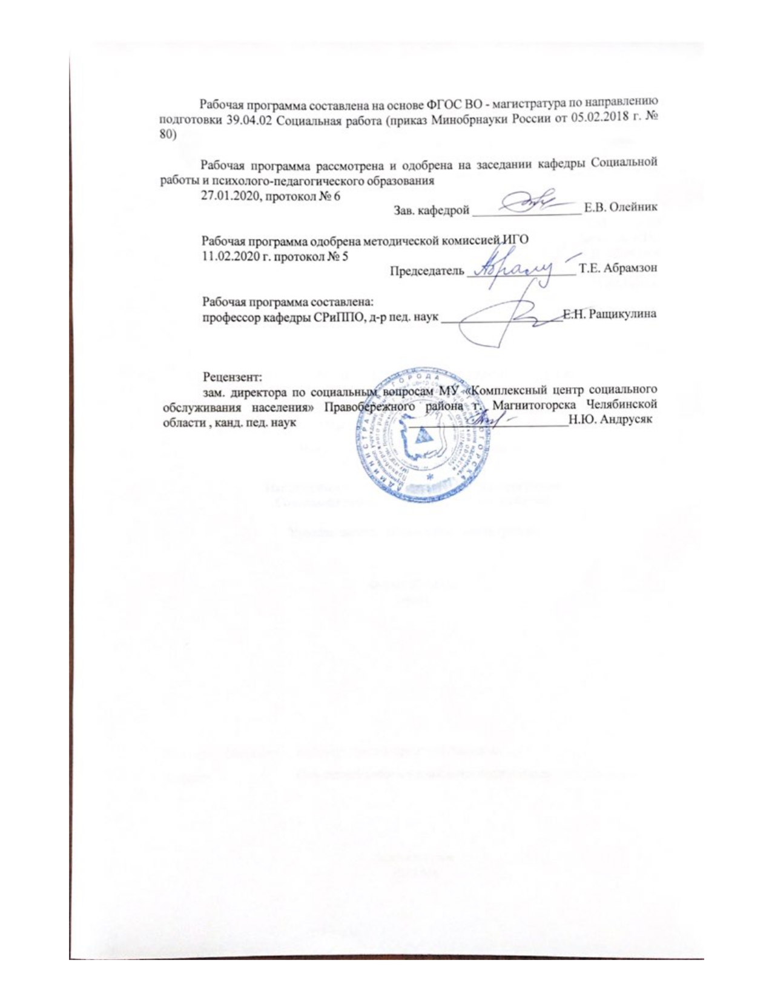 Рабочая программа составлена на основе ФГОС ВО - магистратура по направлению
подготовки 39.04.02 Социальная работа (приказ Минобрнауки России от 05.02.2018 г. №
80)
Рабочая программа рассмотрена и одобрена на заседании кафедры Социальной
работы и психолого-педагогического образования
27.01.2020, протокол № 6
Зав. кафедрой Е.В. Олейник
Рабочая программа одобрена методической комиссией ИГО
11.02.2020 г. протокол № 5
Председатель Т.Е. Абрамзон
Рабочая программа составлена:
профессор кафедры СРиППО, д-р пед. наук Е.Н. Ращикулина
Рецензент:
зам. директора по социальным вопросам МУ «Комплексный центр социального
обслуживания населения» Правобережного района г. Магнитогорска Челябинской
области , канд. пед. наук Н.Ю. Андрусяк
АДМИНИСТРАЦИЯ ГОРОДА МАГНИТОГОРСКА